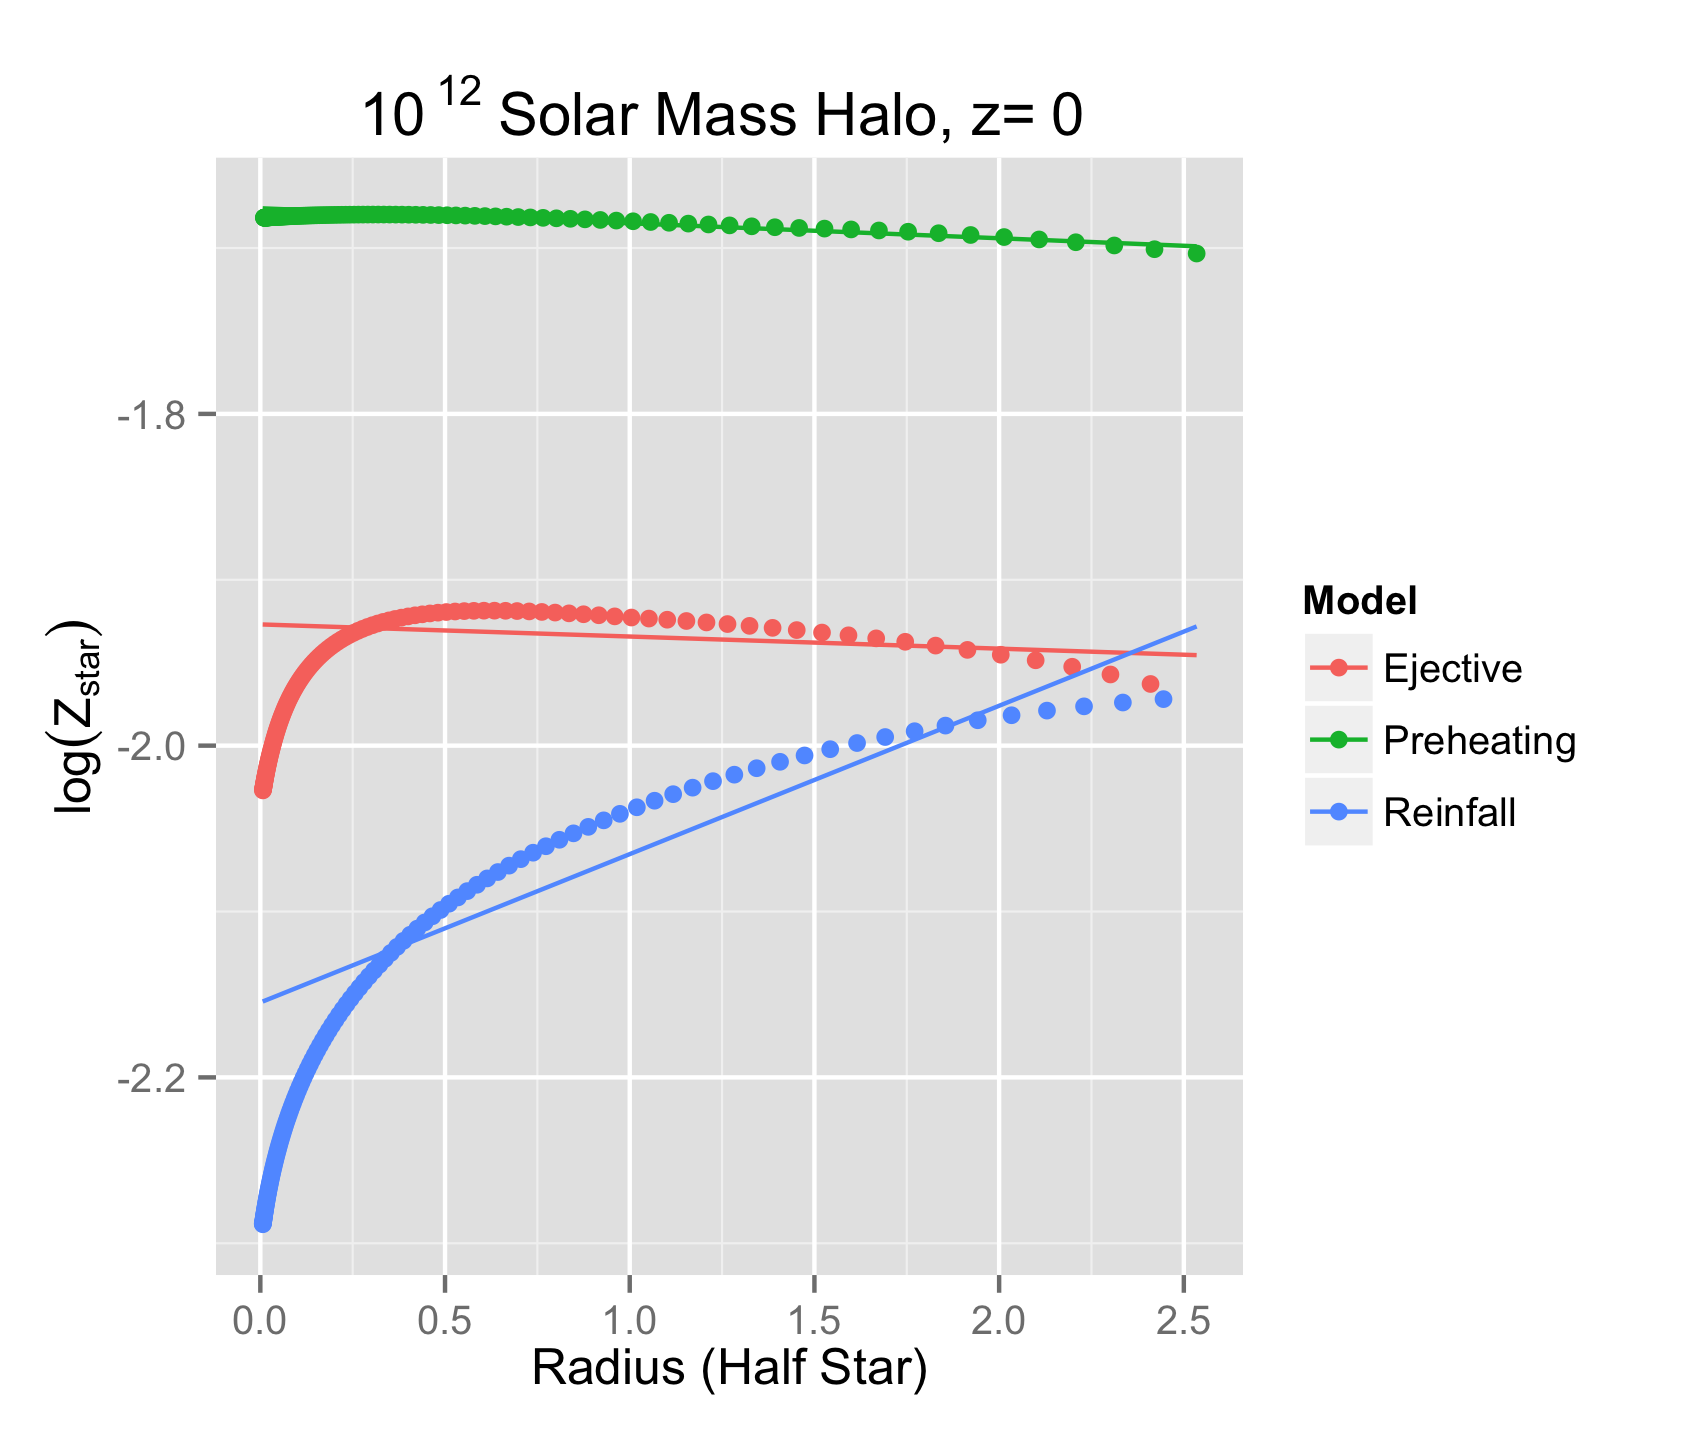 10 12 Solar Mass Halo, z= 0
-1.8
-2.0
-2.2
log(Zstar)
0.0 0.5 1.0 1.5 2.0 2.5
Radius (Half Star)
Model
Ejective
Preheating
Reinfall